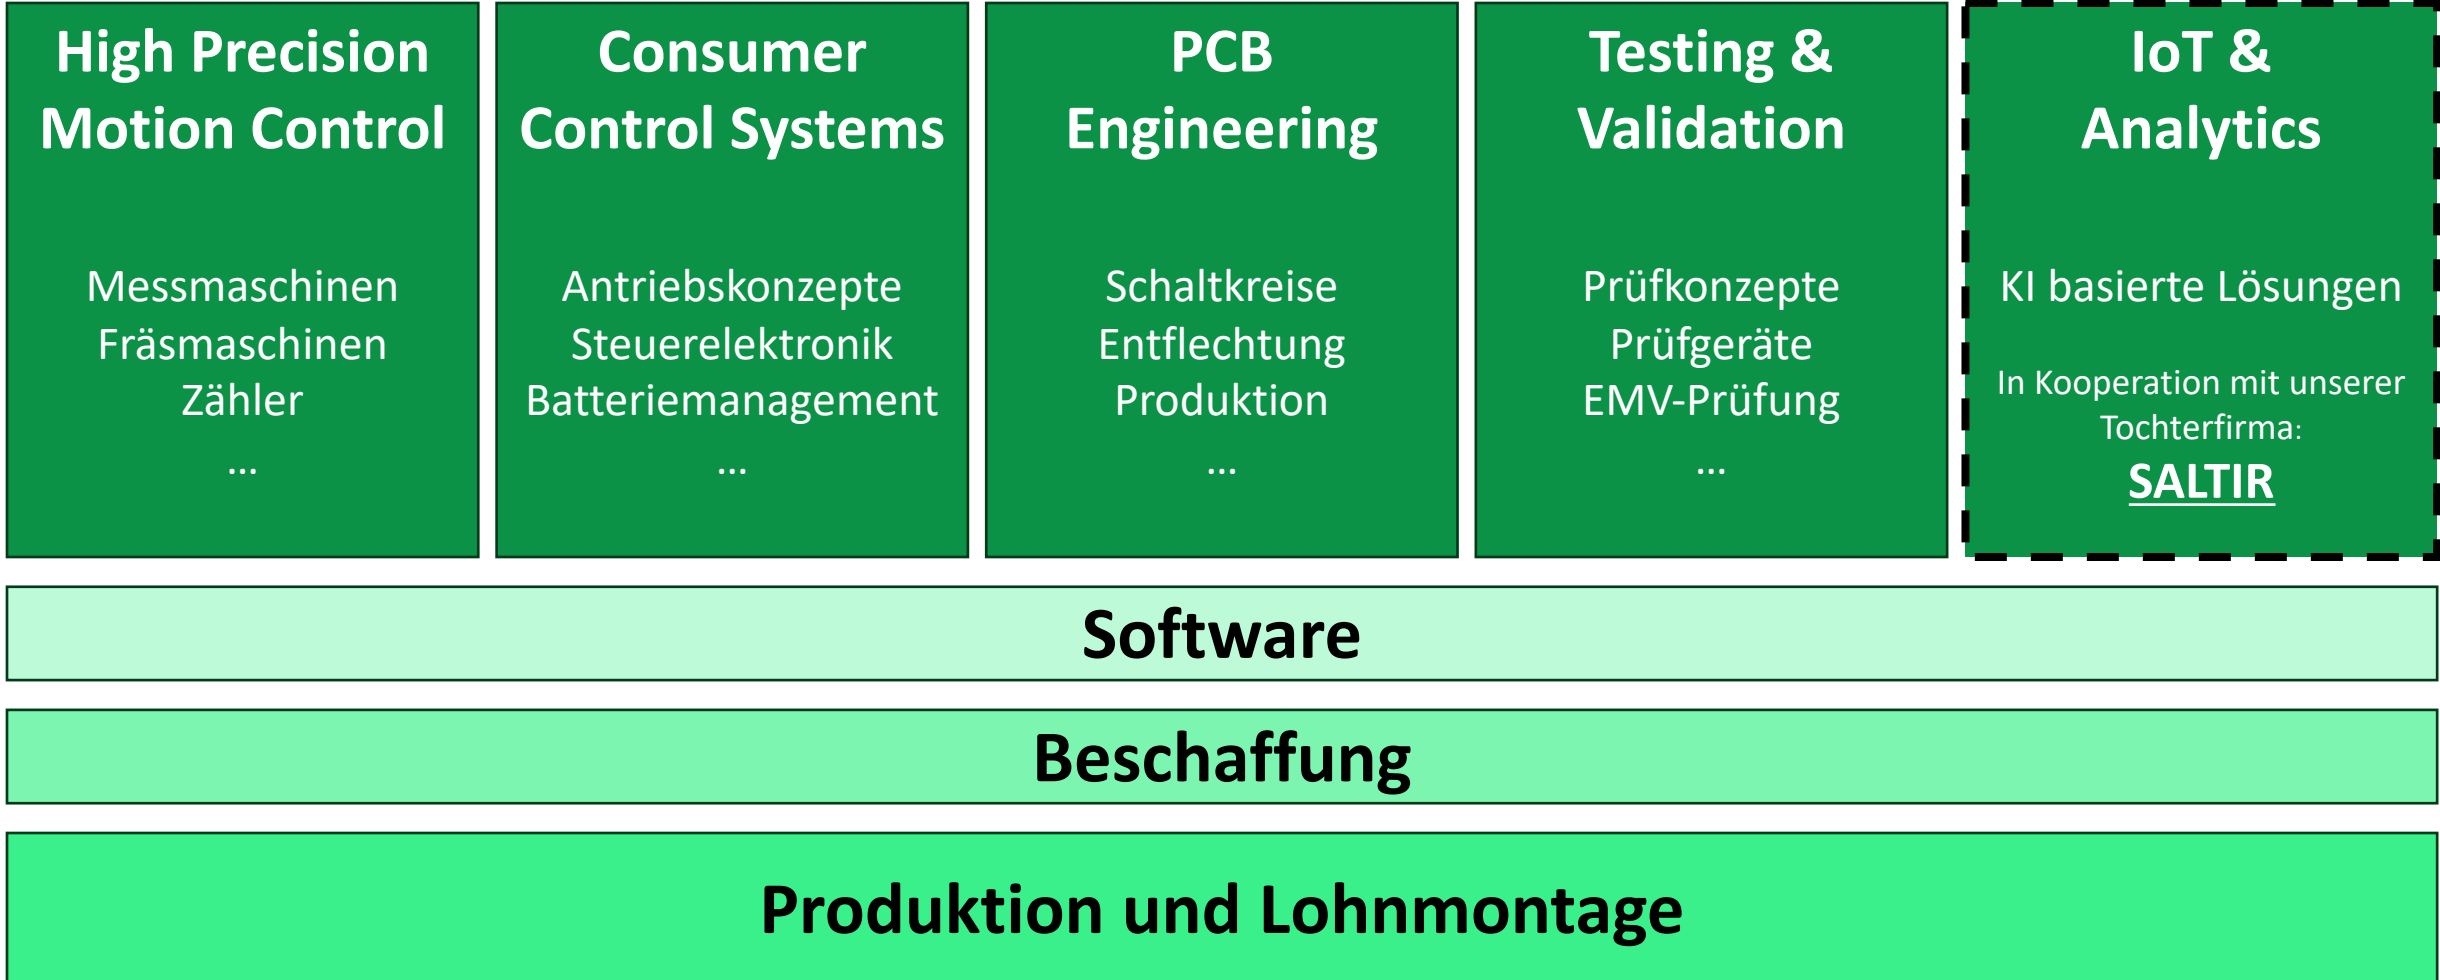 High Precision
Motion Control
Messmaschinen
Fräsmaschinen
Zähler
...
Consumer
Control Systems
Antriebskonzepte
Steuerelektronik
Batteriemanagement
...
PCB
Engineering
Schaltkreise
Entflechtung
Produktion
...
Testing &
Validation
Prüfkonzepte
Prüfgeräte
EMV-Prüfung
...
IoT &
Analytics
KI basierte Lösungen
In Kooperation mit unserer
Tochterfirma:
SALTIR
Software
Beschaffung
Produktion und Lohnmontage